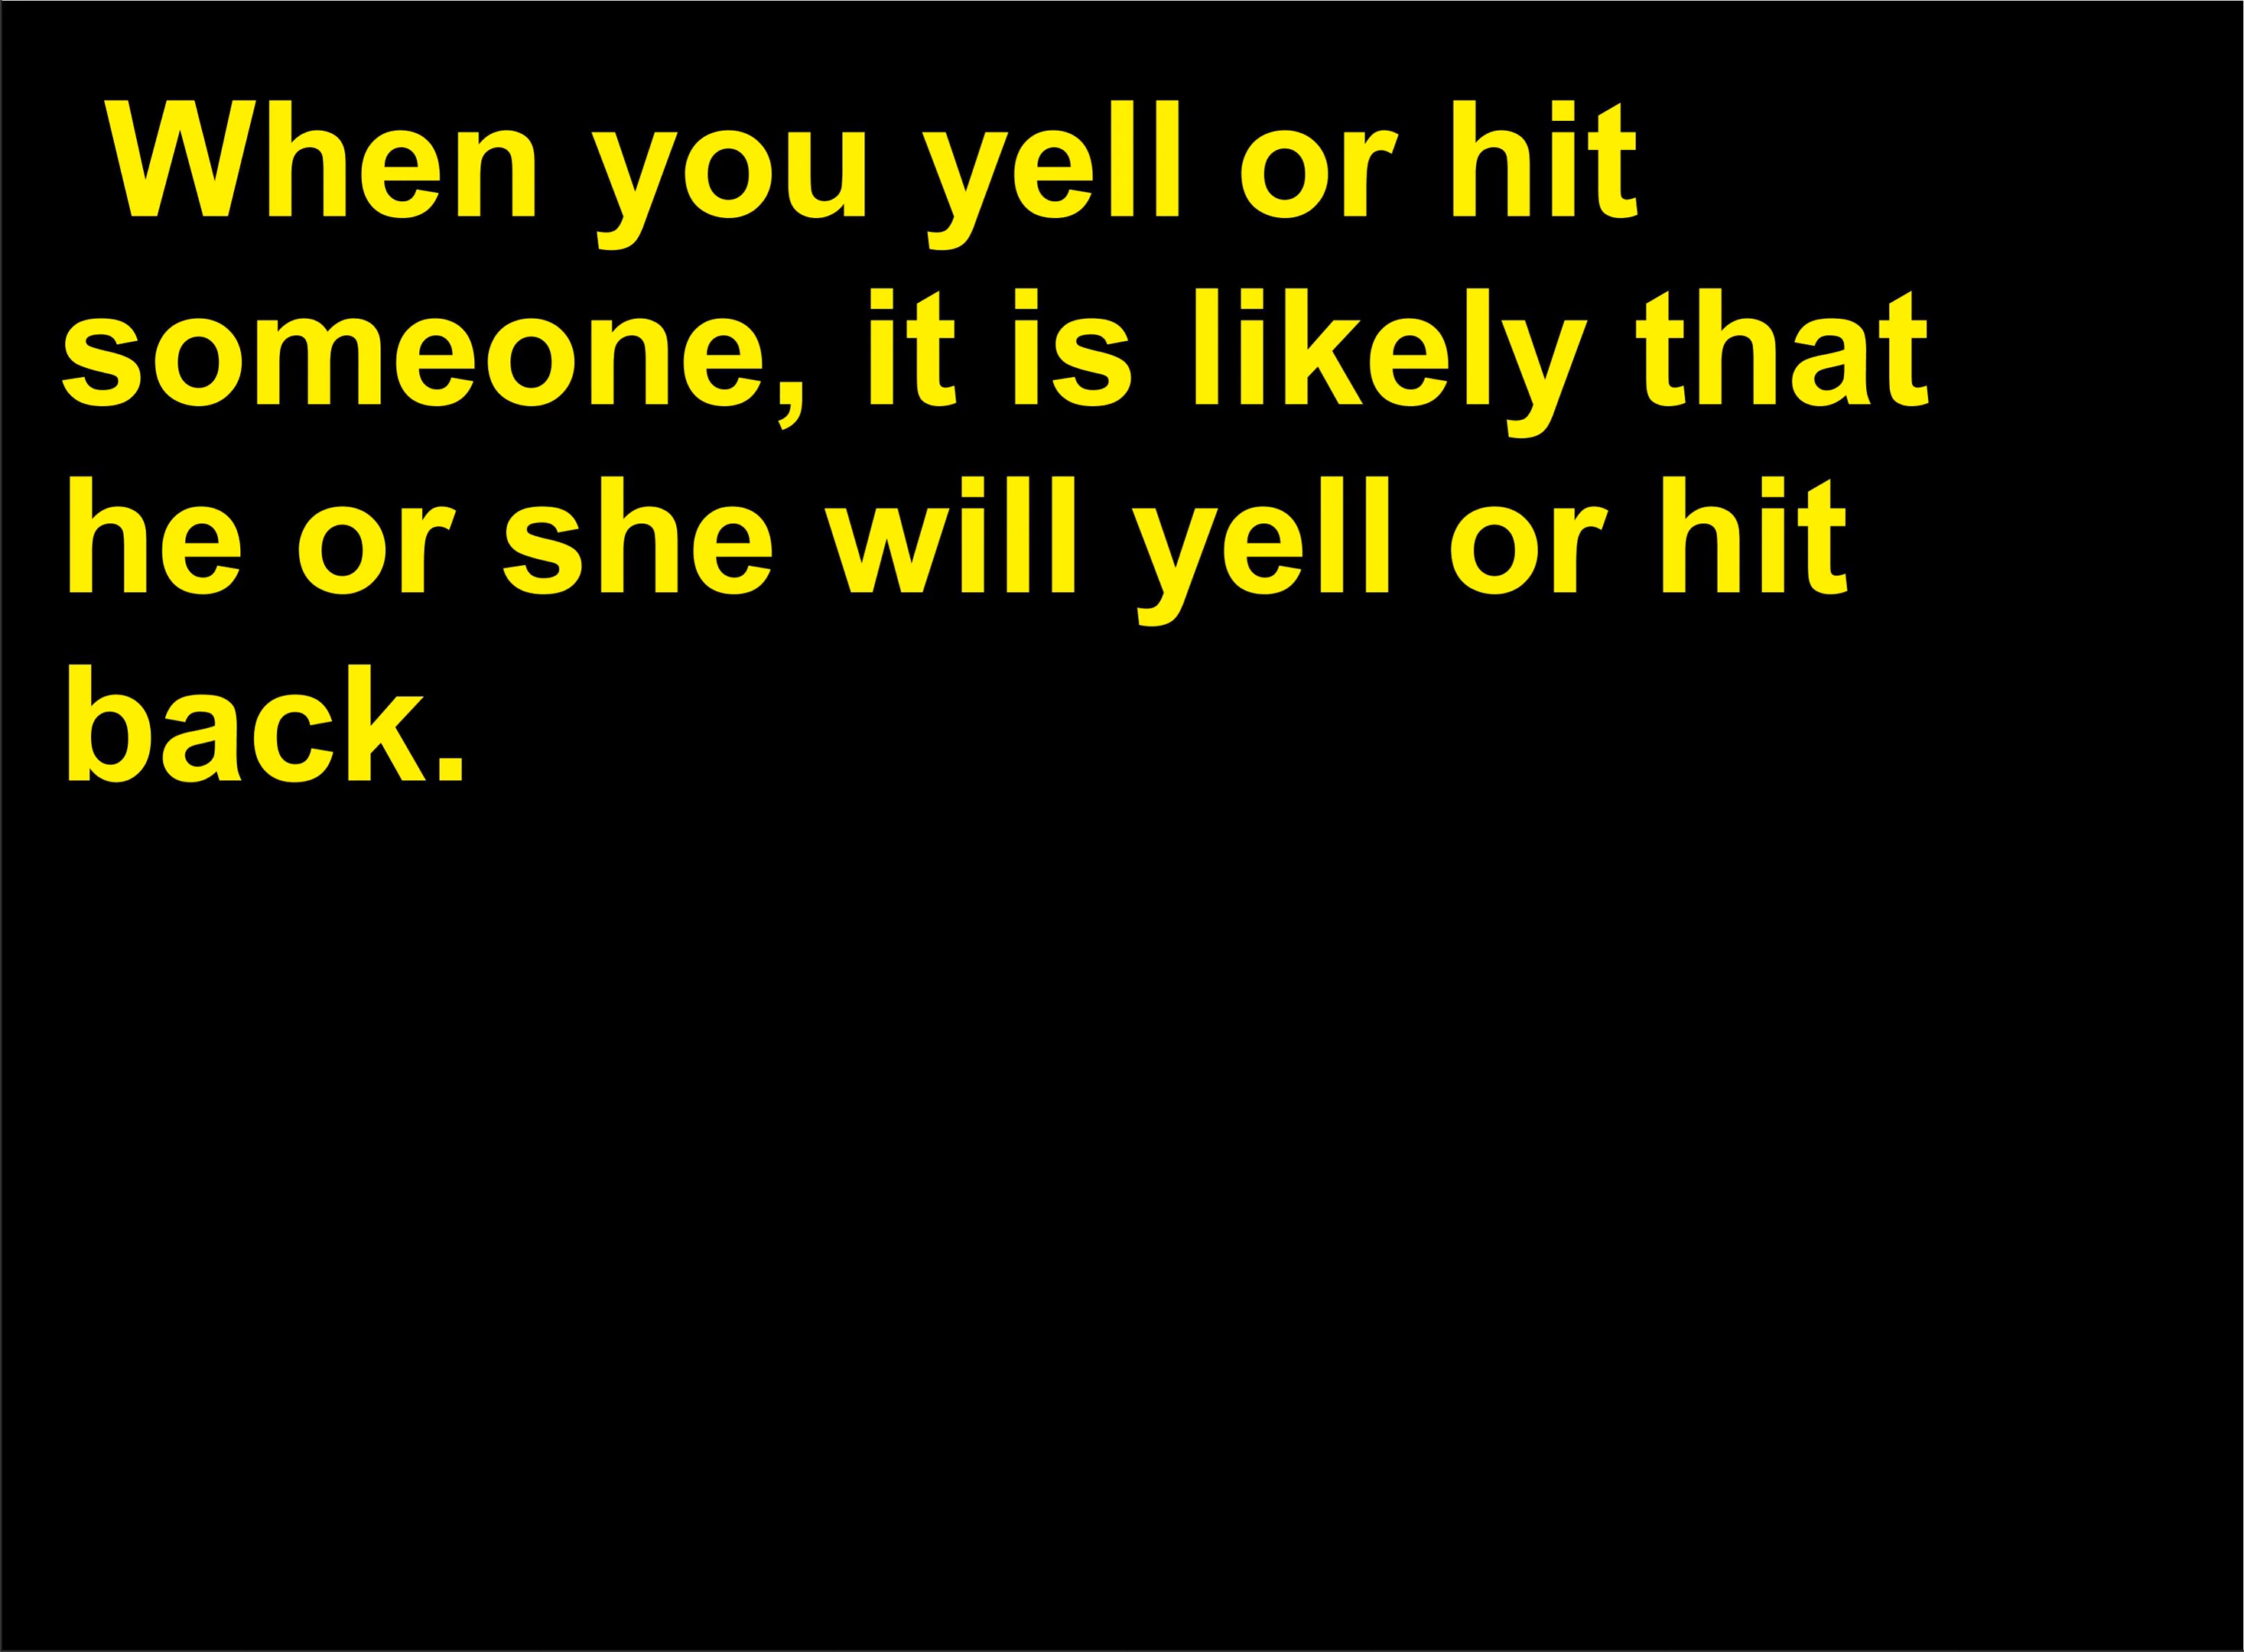 When you yell or hit
someone, it is likely that
he or she will yell or hit
back.